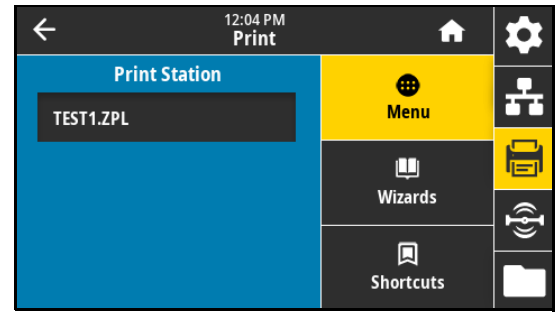 12:04 PM
Print
Print Station
TEST1.ZPL
Menu
Wizards
Shortcuts